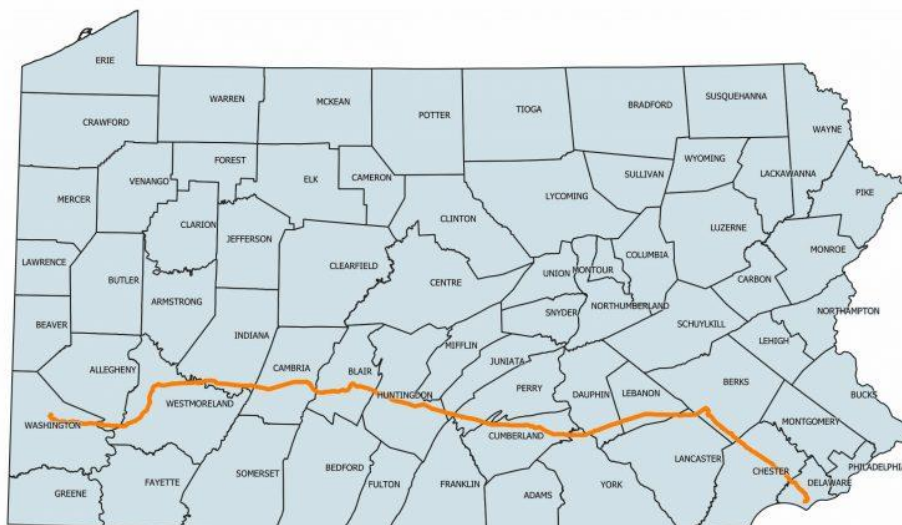 ERIE
CRAWFORD
WARREN
MCKEAN
POTTER
TIOGA
BRADFORD
SUSQUEHANNA
WAYNE
WYOMING
LACKAWANNA
PIKE
MERCER
VENANGO
FOREST
ELK
CAMERON
CLINTON
LYCOMING
SULLIVAN
LUZERNE
MONROE
CLARION
JEFFERSON
CLEARFIELD
CENTRE
UNION
MONTOUR
COLUMBIA
CARBON
LAWRENCE
BUTLER
ARMSTRONG
SNYDER
NORTHUMBERLAND
SCHUYLKILL
NORTHAMPTON
BEAVER
INDIANA
MIFFLIN
JUNIATA
LEHIGH
ALLEGHENY
CAMBRIA
BLAIR
HUNTINGDON
PERRY
DAUPHIN
LEBANON
BERKS
BUCKS
WASHINGTON
WESTMORELAND
CUMBERLAND
MONTGOMERY
GREENE
FAYETTE
SOMERSET
BEDFORD
FULTON
FRANKLIN
ADAMS
YORK
LANCASTER
CHESTER
DELAWARE
PHILADELPHIA